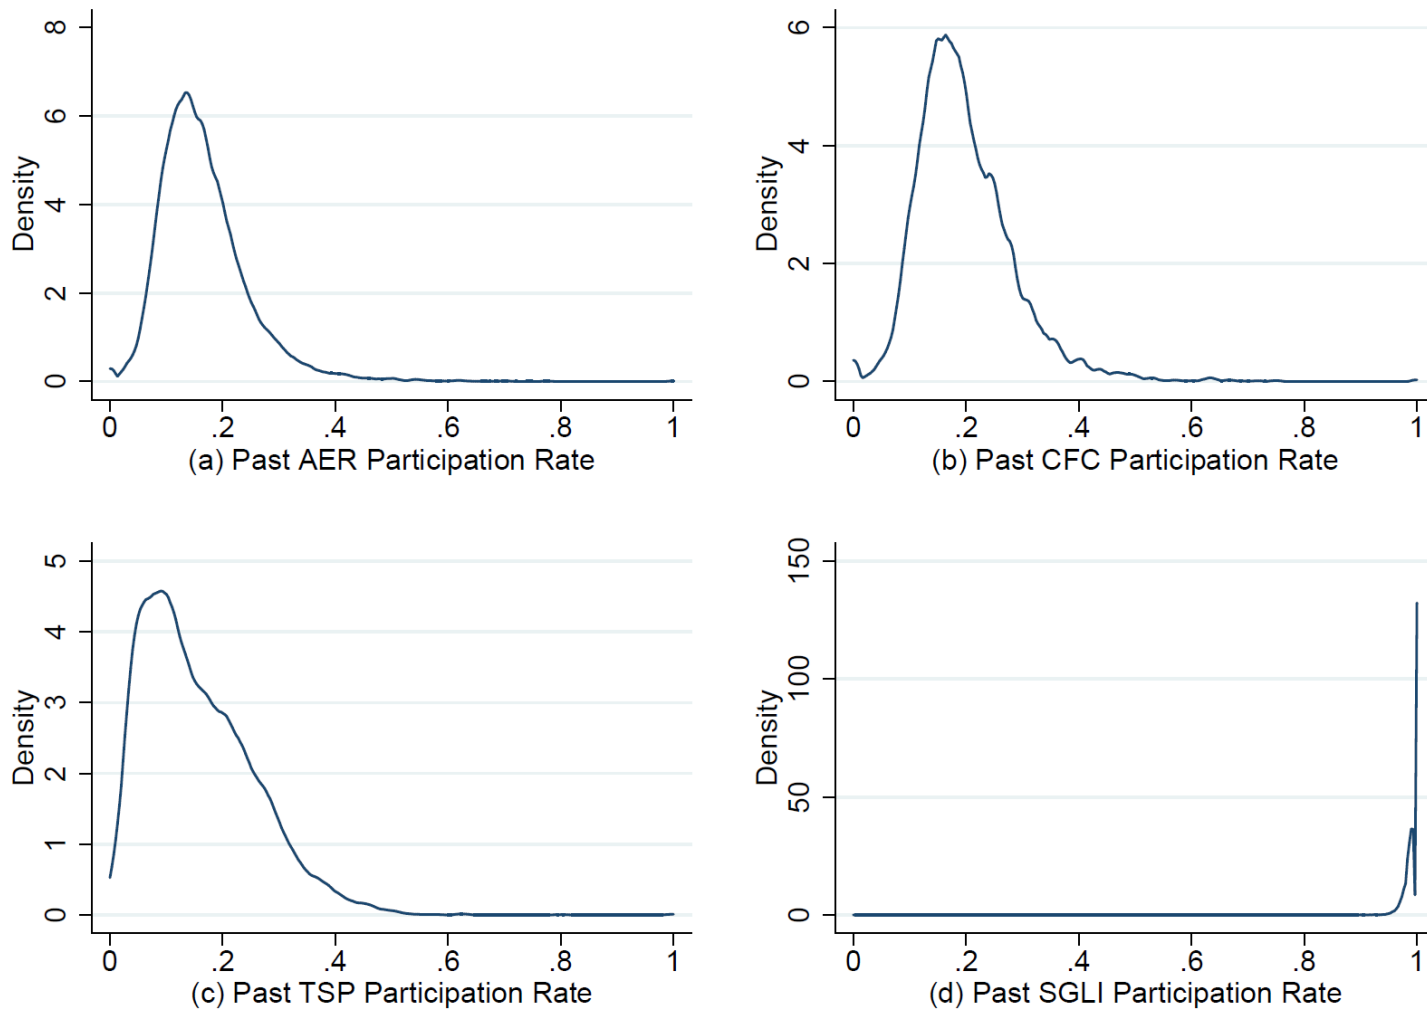 Density
8
6
4
2
0
0 .2 .4 .6 .8 1
(a) Past AER Participation Rate
Density
6
4
2
0
0 .2 .4 .6 .8 1
(b) Past CFC Participation Rate
Density
5
4
3
2
1
0
0 .2 .4 .6 .8 1
(c) Past TSP Participation Rate
Density
150
100
50
0
0 .2 .4 .6 .8 1
(d) Past SGLI Participation Rate